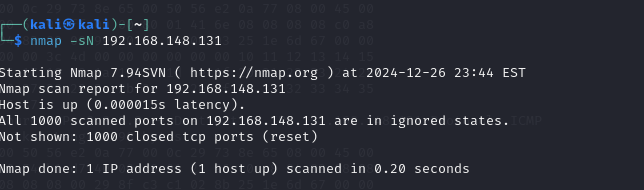 ┌──(kali㉿kali)-[~]
└─$ nmap -sN 192.168.148.131
Starting Nmap 7.94SVN ( https://nmap.org ) at 2024-12-26 23:44 EST
Nmap scan report for 192.168.148.131
Host is up (0.000015s latency).
All 1000 scanned ports on 192.168.148.131 are in ignored states.
Not shown: 1000 closed tcp ports (reset)
Nmap done: 1 IP address (1 host up) scanned in 0.20 seconds